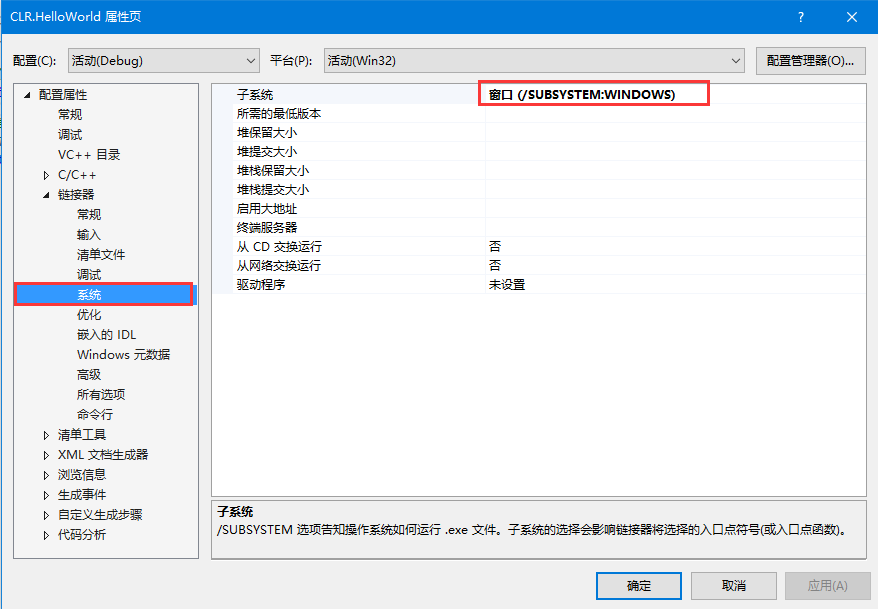 CLR.HelloWorld 属性页
配置(C): 活动(Debug) 平台(P): 活动(Win32) 配置管理器(O)...
配置属性
常规
调试
VC++ 目录
C/C++
链接器
常规
输入
清单文件
调试
系统
优化
嵌入的 IDL
Windows 元数据
高级
所有选项
命令行
清单工具
XML 文档生成器
浏览信息
生成事件
自定义生成步骤
代码分析
子系统 窗口 (/SUBSYSTEM:WINDOWS)
所需的最低版本
堆保留大小
堆提交大小
堆栈保留大小
堆栈提交大小
启用大地址
终端服务器
从 CD 交换运行 否
从网络交换运行 否
驱动程序 未设置
子系统
/SUBSYSTEM 选项告知操作系统如何运行 .exe 文件。子系统的选择会影响链接器将选择的入口点符号(或入口点函数)。
确定 取消 应用(A)